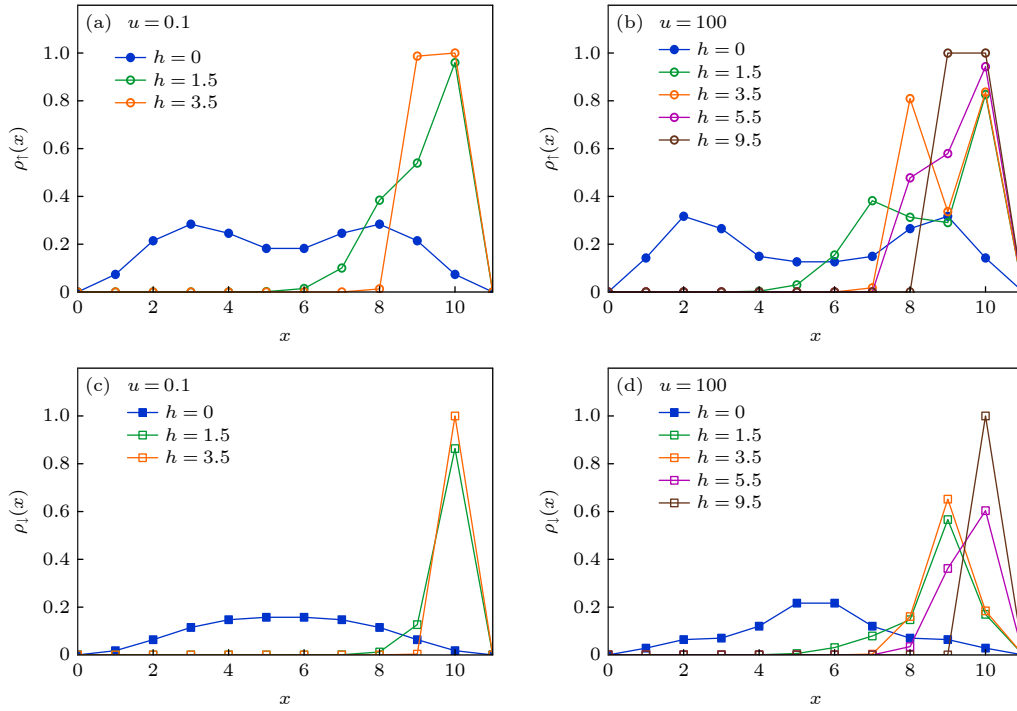 (a) u = 0.1
h = 0
h = 1.5
h = 3.5
1.0
0.8
0.6
0.4
0.2
0
ρ↑(x)
0 2 4 6 8 10
x
(b) u = 100
h = 0
h = 1.5
h = 3.5
h = 5.5
h = 9.5
1.0
0.8
0.6
0.4
0.2
0
ρ↑(x)
0 2 4 6 8 10
x
(c) u = 0.1
h = 0
h = 1.5
h = 3.5
1.0
0.8
0.6
0.4
0.2
0
ρ↓(x)
0 2 4 6 8 10
x
(d) u = 100
h = 0
h = 1.5
h = 3.5
h = 5.5
h = 9.5
1.0
0.8
0.6
0.4
0.2
0
ρ↓(x)
0 2 4 6 8 10
x